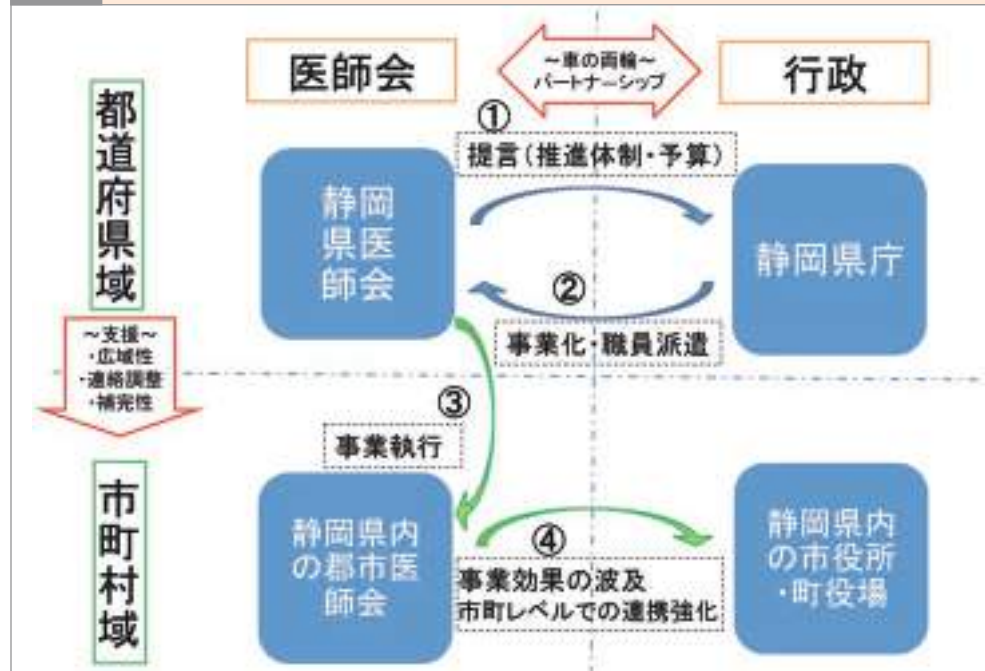 医師会
~車の両輪~
パートナーシップ
行政
都道府県域
①
提言(推進体制・予算)
静岡
県医
師会
静岡県庁
②
事業化・職員派遣
~支援~
・広域性
・連絡調整
・補完性
③
事業執行
市町村域
静岡県内
の郡市医
師会
④
事業効果の波及
市町レベルでの連携強化
静岡県内
の市役所
・町役場